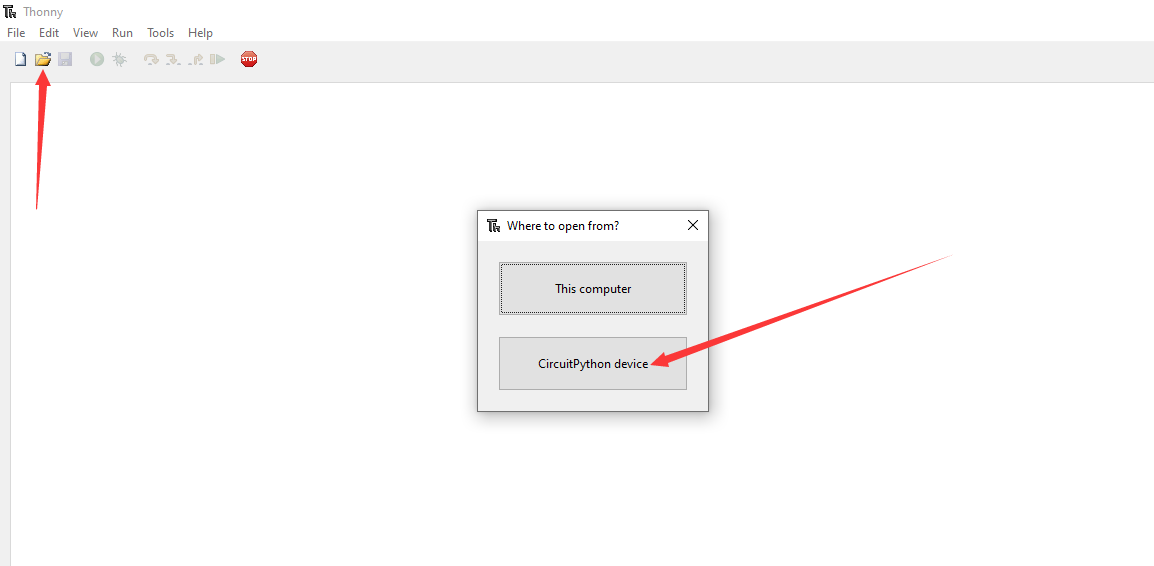 Thonny
File Edit View Run Tools Help
STOP
Where to open from?
This computer
CircuitPython device